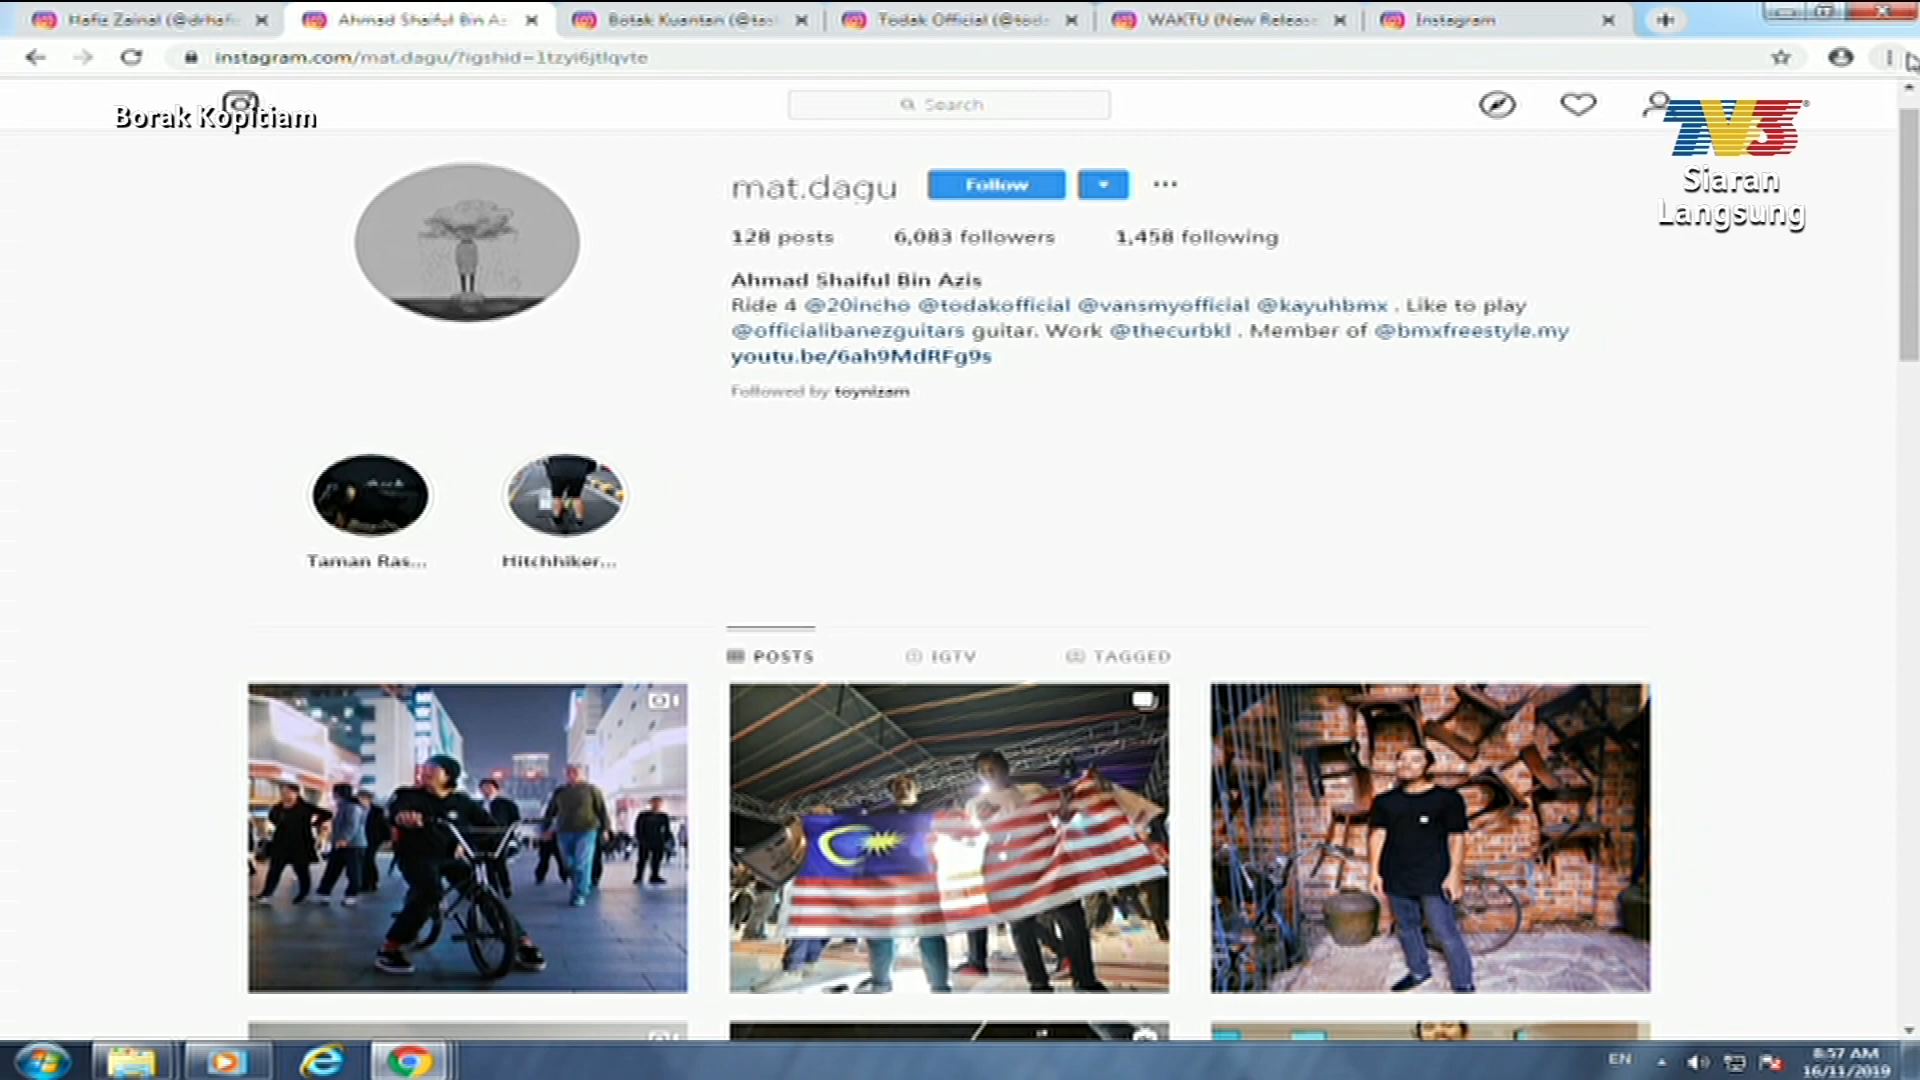 Hafiz Zainal (@drhafi
Ahmad Shaiful Bin Az
Botak Kuantan (@tas
Todak Official (@tod
WAKTU (New Releas
Instagram
instagram.com/mat.dagu/?igshid=1tzyi6jtlqvte
Borak Kopitiam
Search
TV3
Siaran
Langsung
mat.dagu Follow
128 posts 6,083 followers 1,458 following
Ahmad Shaiful Bin Azis
Ride 4 @20incho @todakofficial @vansmyofficial @kayuhbmx . Like to play
@officialibanezguitars guitar. Work @thecurbkl . Member of @bmxfreestyle.my
youtu.be/6ah9MdRFg9s
Followed by toynizam
Taman Ras... Hitchhiker...
POSTS IGTV TAGGED
EN 8:57 AM
16/11/2019